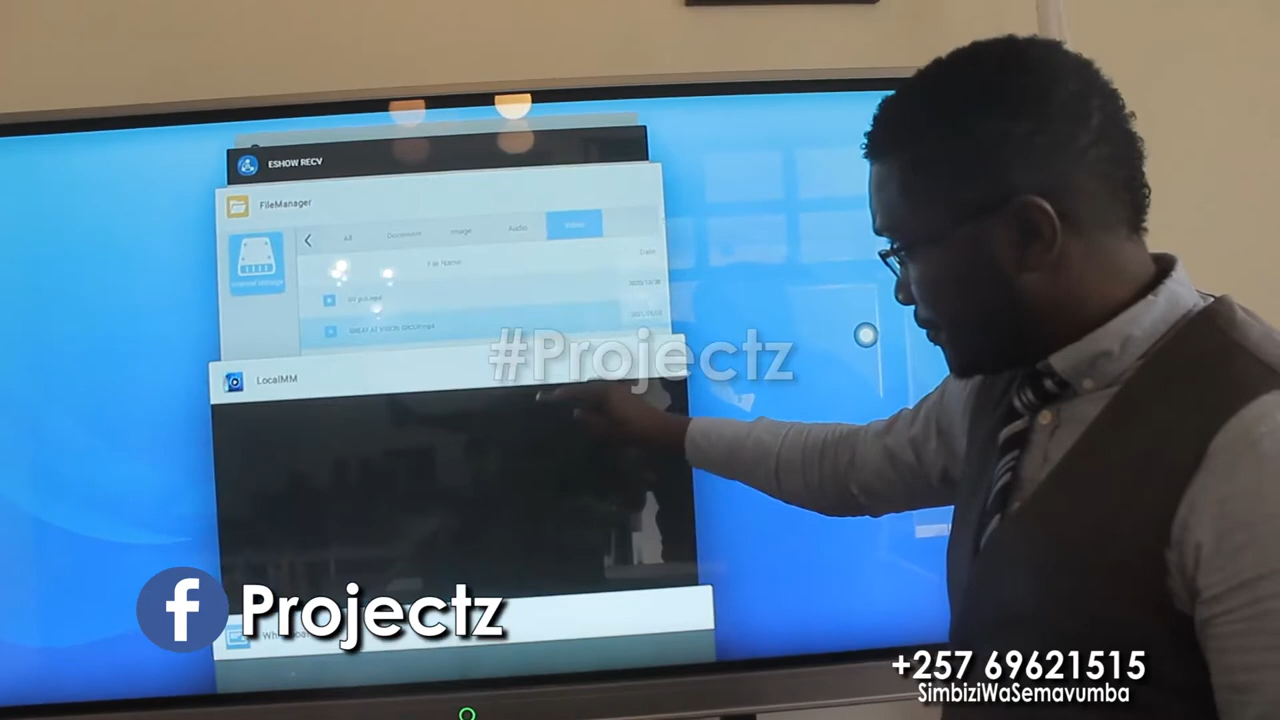 ESHOW RECV
FileManager
All
Document
Image
Audio
Video
File Name
Date
#Projectz
LocalMM
f Projectz
+257 69621515
SimbiziWaSemavumba